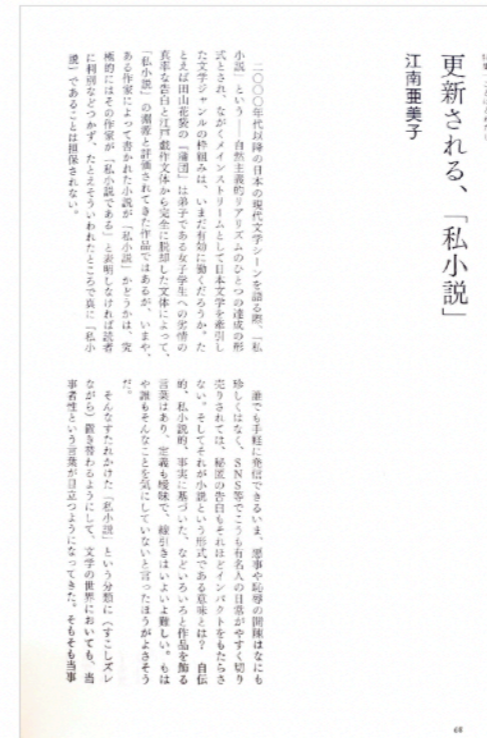 更新される、「私小説」
江南亜美子
二〇〇〇年代以降の日本の現代文学シーンを語る際、「私
小説」という——自然主義的リアリズムのひとつの達成の形
式とされ、ながくメインストリームとして日本文学を牽引し
た文学ジャンルの枠組みは、いまだ有効に働くだろうか。た
とえば田山花袋の「蒲団」は弟子である女子学生への劣情の
真率な告白と江戸戯作文体から完全に脱却した文体によって、
「私小説」の濫觴と評価されてきた作品ではあるが、いまや、
ある作家によって書かれた小説が「私小説」かどうかは、究
極的にはその作家が「私小説である」と表明しなければ読者
に判別などつかず、たとえそういわれたところで真に「私小
説」であることは担保されない。
誰でも手軽に発信できるいま、悪事や恥辱の開陳はなにも
珍しくはなく、SNS等でこうも有名人の日常がやすく切り
売りされては、秘匿の告白もそれほどインパクトをもたらさ
ない。そしてそれが小説という形式である意味とは？　自伝
的、私小説的、事実に基づいた、などいろいろと作品を飾る
言葉はあり、定義も曖昧で、線引きはいよいよ難しい。もは
や誰もそんなことを気にしていないと言ったほうがよさそう
だ。
そんなすたれかけた「私小説」という分類に（すこしズレ
ながら）置き替わるようにして、文学の世界においても、当
事者性という言葉が目立つようになってきた。そもそも当事
68